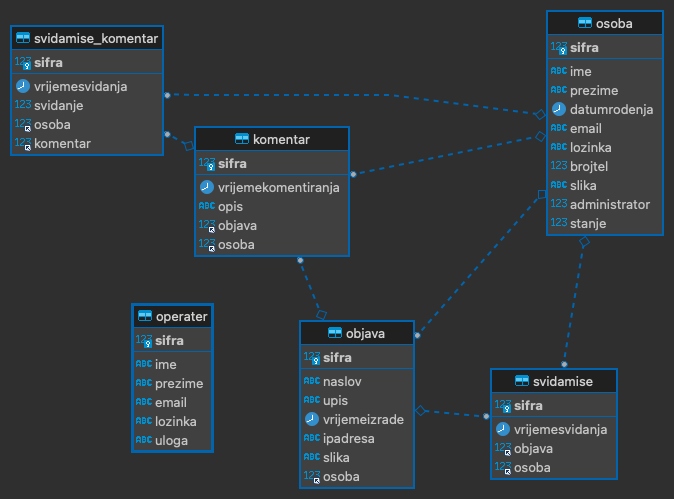 svidamise_komentar
123 sifra
vrijemesvidanja
123 svidanje
123 osoba
123 komentar
osoba
123 sifra
ABC ime
ABC prezime
datumrodenja
ABC email
ABC lozinka
123 brojtel
ABC slika
123 administrator
123 stanje
komentar
123 sifra
vrijemekomentiranja
ABC opis
123 objava
123 osoba
operater
123 sifra
ABC ime
ABC prezime
ABC email
ABC lozinka
ABC uloga
objava
123 sifra
ABC naslov
ABC upis
vrijemeizrade
ABC ipadresa
ABC slika
123 osoba
svidamise
123 sifra
vrijemesvidanja
123 objava
123 osoba